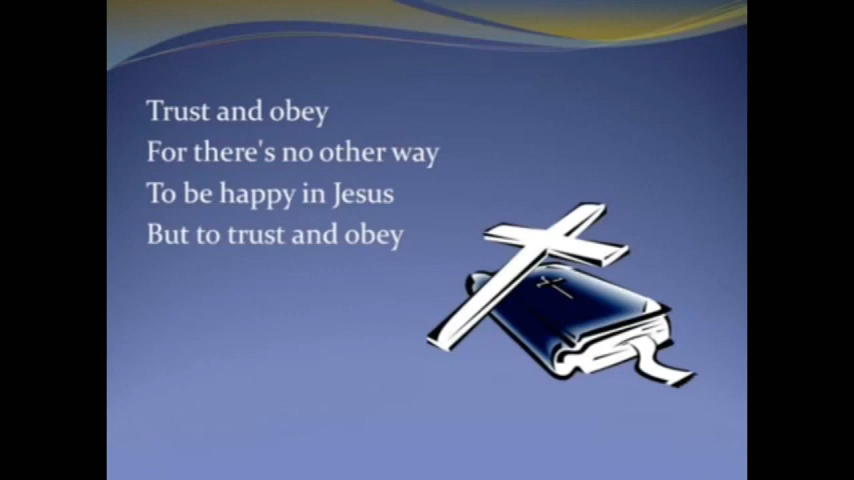 Trust and obey
For there's no other way
To be happy in Jesus
But to trust and obey